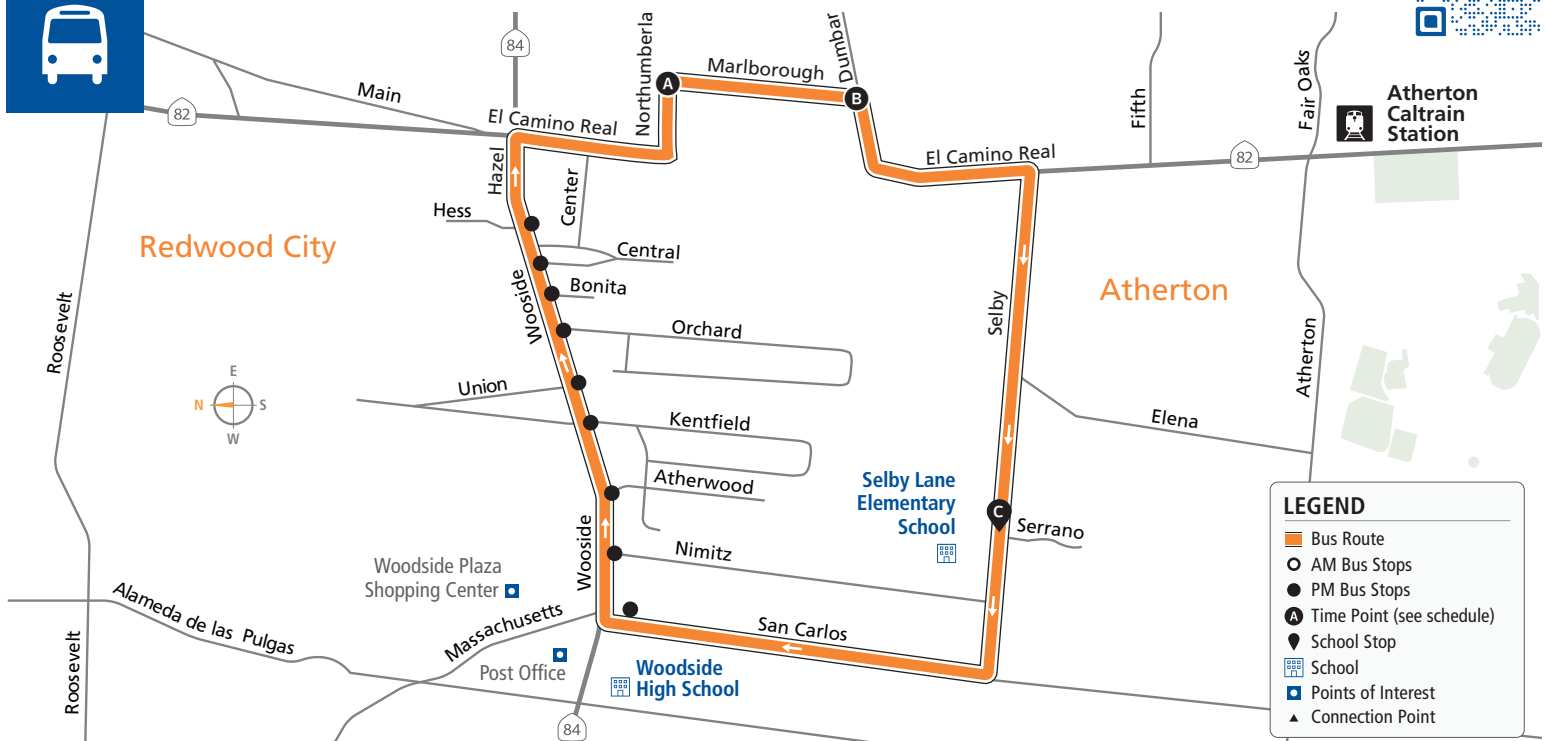 84
Main
82
El Camino Real
Hazel
Northumberla
Marlborough
Dumbar
Fifth
Fair Oaks
Atherton
Caltrain
Station
El Camino Real
82
Center
Hess
Central
Redwood City
Bonita
Wooside
Orchard
Atherton
Selby
Roosevelt
E
N
S
W
Union
Kentfield
Atherwood
Elena
Atherton
Selby Lane
Elementary
School
C
Serrano
Nimitz
Wooside
Woodside Plaza
Shopping Center
Alameda de las Pulgas
Massachusetts
San Carlos
Post Office
Woodside
High School
Roosevelt
84
A
B
LEGEND
Bus Route
AM Bus Stops
PM Bus Stops
A Time Point (see schedule)
School Stop
School
Points of Interest
Connection Point